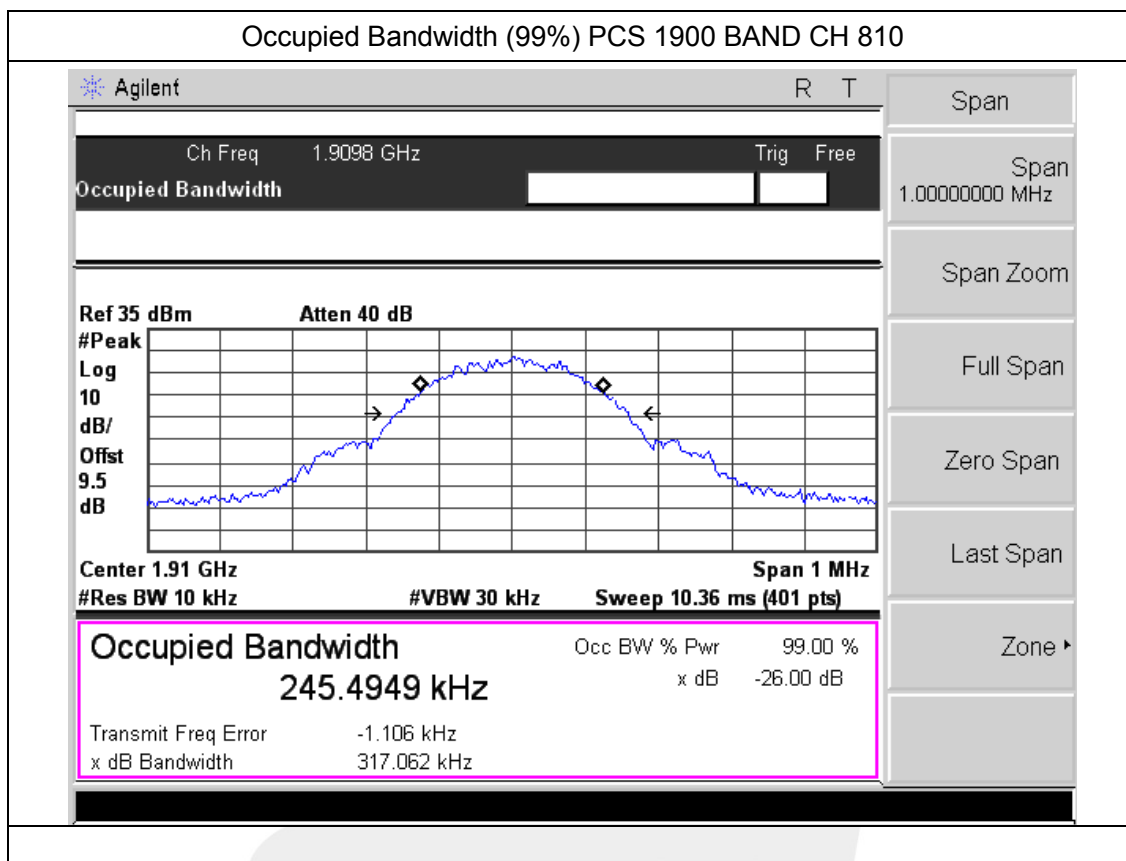 Occupied Bandwidth (99%) PCS 1900 BAND CH 810
Agilent R T
Span
Ch Freq 1.9098 GHz Trig Free
Occupied Bandwidth
Span
1.00000000 MHz
Span Zoom
Ref 35 dBm Atten 40 dB
#Peak
Log
10
dB/
Offst
9.5
dB
Full Span
Zero Span
Center 1.91 GHz Span 1 MHz
#Res BW 10 kHz #VBW 30 kHz Sweep 10.36 ms (401 pts)
Last Span
Occupied Bandwidth Occ BW % Pwr 99.00 %
245.4949 kHz x dB -26.00 dB
Zone
Transmit Freq Error -1.106 kHz
x dB Bandwidth 317.062 kHz